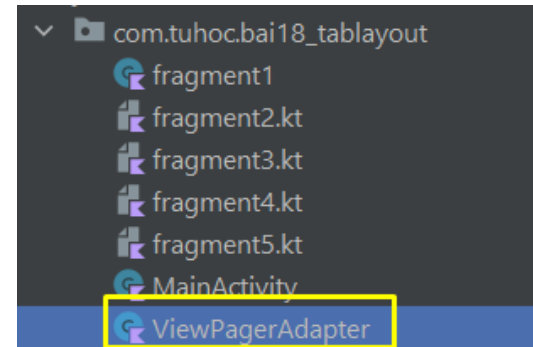 com.tuhoc.bai18_tablayout
fragment1
fragment2.kt
fragment3.kt
fragment4.kt
fragment5.kt
MainActivity
ViewPagerAdapter